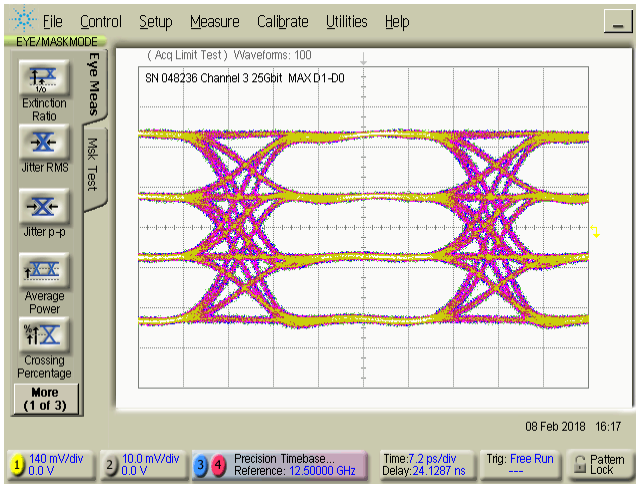 File Control Setup Measure Calibrate Utilities Help
EYE/MASK MODE
(Acq Limit Test) Waveforms: 100
SN 048236 Channel 3 25Gbit MAX D1-D0
Eye Meas
Msk Test
1/0
Extinction
Ratio
Jitter RMS
Jitter p-p
Average
Power
%
Crossing
Percentage
More
(1 of 3)
08 Feb 2018 16:17
1 140 mV/div
0.0 V
2 10.0 mV/div
0.0 V
3 4 Precision Timebase...
Reference: 12.50000 GHz
Time:7.2 ps/div
Delay:24.1287 ns
Trig: Free Run
---
Pattern
Lock